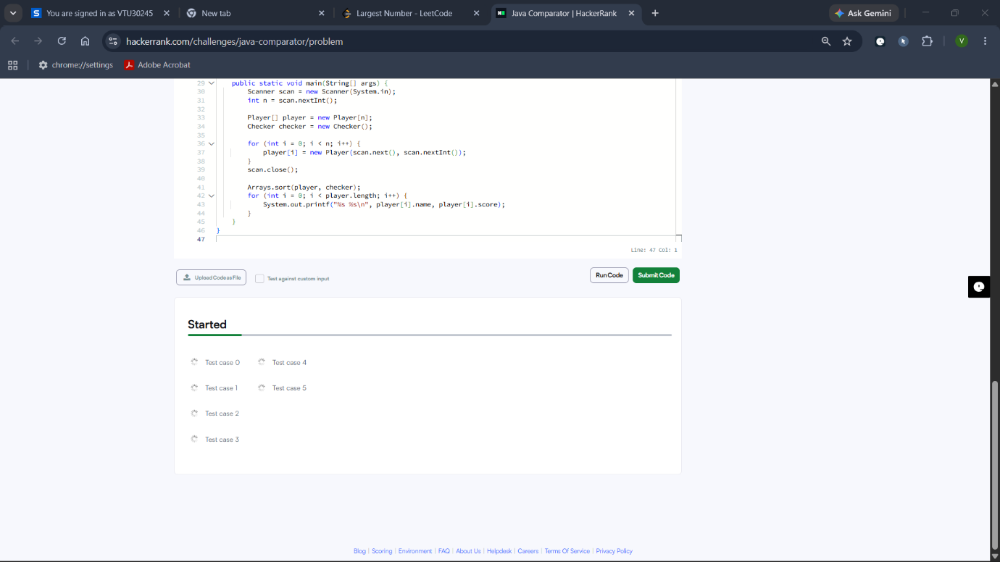 You are signed in as VTU30245
New tab
Largest Number - LeetCode
Java Comparator | HackerRank
Ask Gemini
hackerrank.com/challenges/java-comparator/problem
V
chrome://settings
Adobe Acrobat
29 public static void main(String[] args) {
30 Scanner scan = new Scanner(System.in);
31 int n = scan.nextInt();
32
33 Player[] player = new Player[n];
34 Checker checker = new Checker();
35
36 for (int i = 0; i < n; i++) {
37 player[i] = new Player(scan.next(), scan.nextInt());
38 }
39 scan.close();
40
41 Arrays.sort(player, checker);
42 for (int i = 0; i < player.length; i++) {
43 System.out.printf("%s %s\n", player[i].name, player[i].score);
44 }
45 }
46 }
47
Line: 47 Col: 1
Upload Code as File
Test against custom input
Run Code
Submit Code
Started
Test case 0
Test case 4
Test case 1
Test case 5
Test case 2
Test case 3
Blog | Scoring | Environment | FAQ | About Us | Helpdesk | Careers | Terms Of Service | Privacy Policy